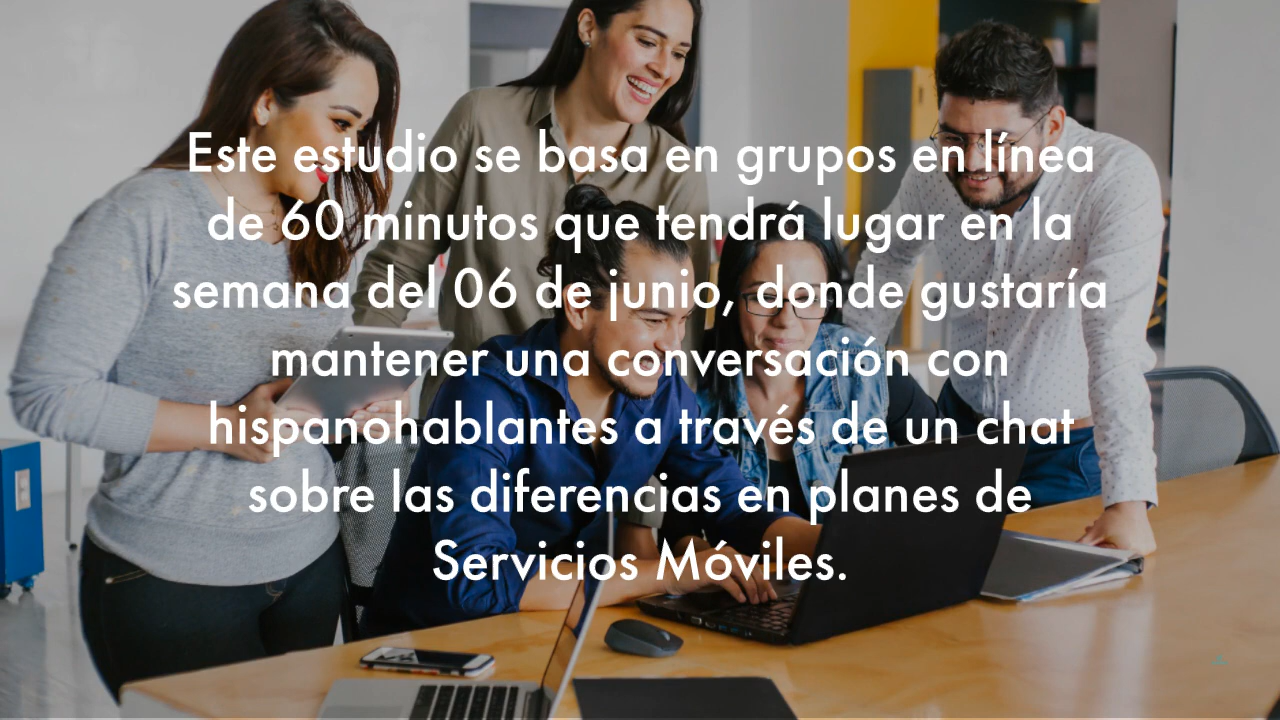 Este estudio se basa en grupos en línea
de 60 minutos que tendrá lugar en la
semana del 06 de junio, donde gustaría
mantener una conversación con
hispanohablantes a través de un chat
sobre las diferencias en planes de
Servicios Móviles.